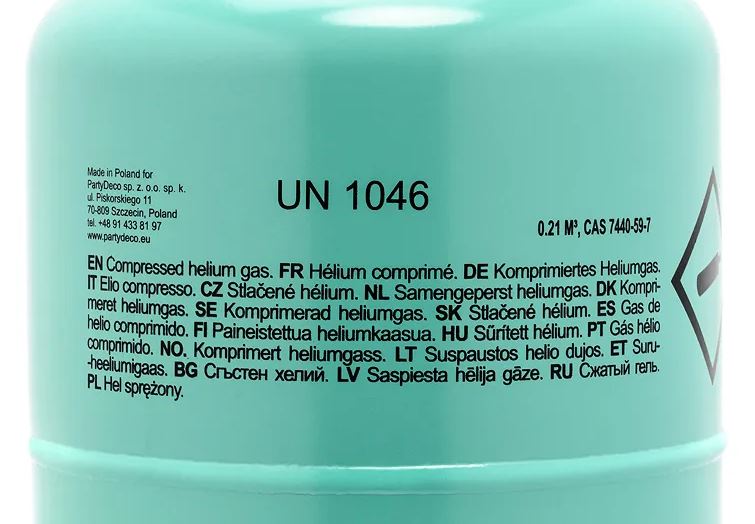 Made in Poland for
PartyDeco sp. z. o.o. sp. k.
ul. Piskorskiego 11
70-809 Szczecin, Poland
tel. +48 91 433 81 97
www.partydeco.eu
UN 1046
0.21 M³, CAS 7440-59-7
EN Compressed helium gas. FR Hélium comprimé. DE Komprimiertes Heliumgas.
IT Elio compresso. CZ Stlačené hélium. NL Samengeperst heliumgas. DK Kompri-
meret heliumgas. SE Komprimerad heliumgas. SK Stlačené hélium. ES Gas de
helio comprimido. FI Paineistettua heliumkaasua. HU Sűrített hélium. PT Gás hélio
comprimido. NO. Komprimert heliumgass. LT Suspaustos helio dujos. ET Suru-
-heeliumigaas. BG Сгъстен хелий. LV Saspiesta hēlija gāze. RU Сжатый гель.
PL Hel sprężony.